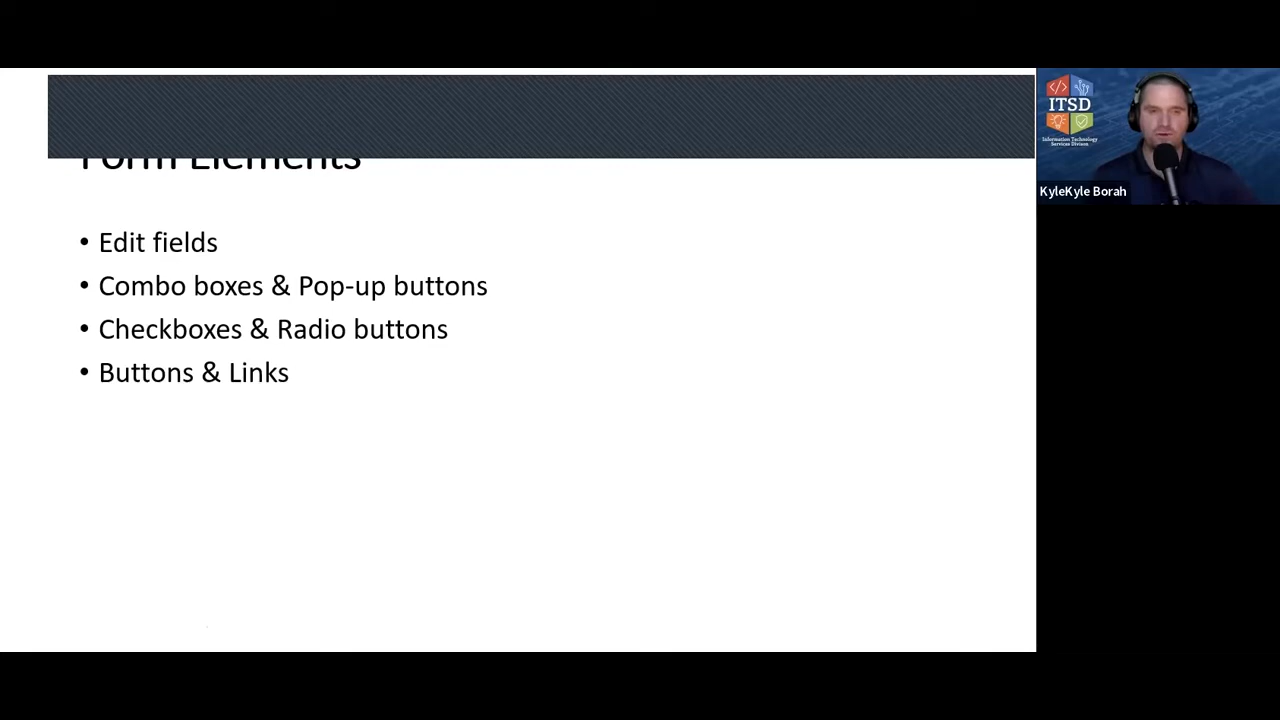 Form Elements
• Edit fields
• Combo boxes & Pop-up buttons
• Checkboxes & Radio buttons
• Buttons & Links
ITSD
Information Technology
Services Divison
KyleKyle Borah